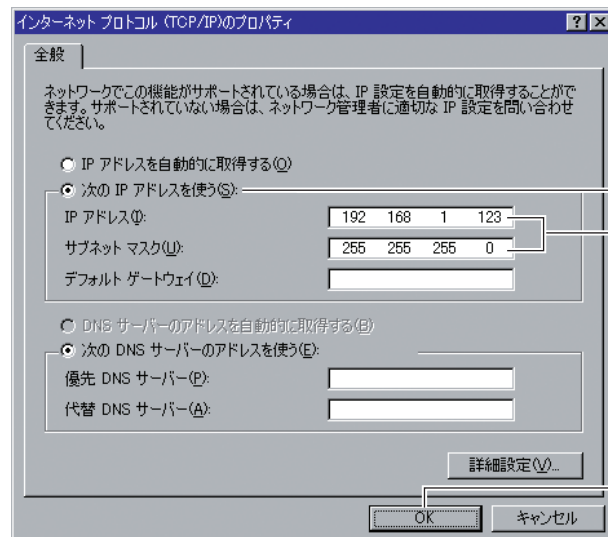 インターネット プロトコル (TCP/IP)のプロパティ
全般
ネットワークでこの機能がサポートされている場合は、IP 設定を自動的に取得することがで
きます。サポートされていない場合は、ネットワーク管理者に適切な IP 設定を問い合わせ
てください。
IP アドレスを自動的に取得する(O)
次の IP アドレスを使う(S):
IP アドレス(I): 192 168 1 123
サブネット マスク(U): 255 255 255 0
デフォルト ゲートウェイ(D):
DNS サーバーのアドレスを自動的に取得する(B)
次の DNS サーバーのアドレスを使う(E):
優先 DNS サーバー(P):
代替 DNS サーバー(A):
詳細設定(V)...
OK キャンセル